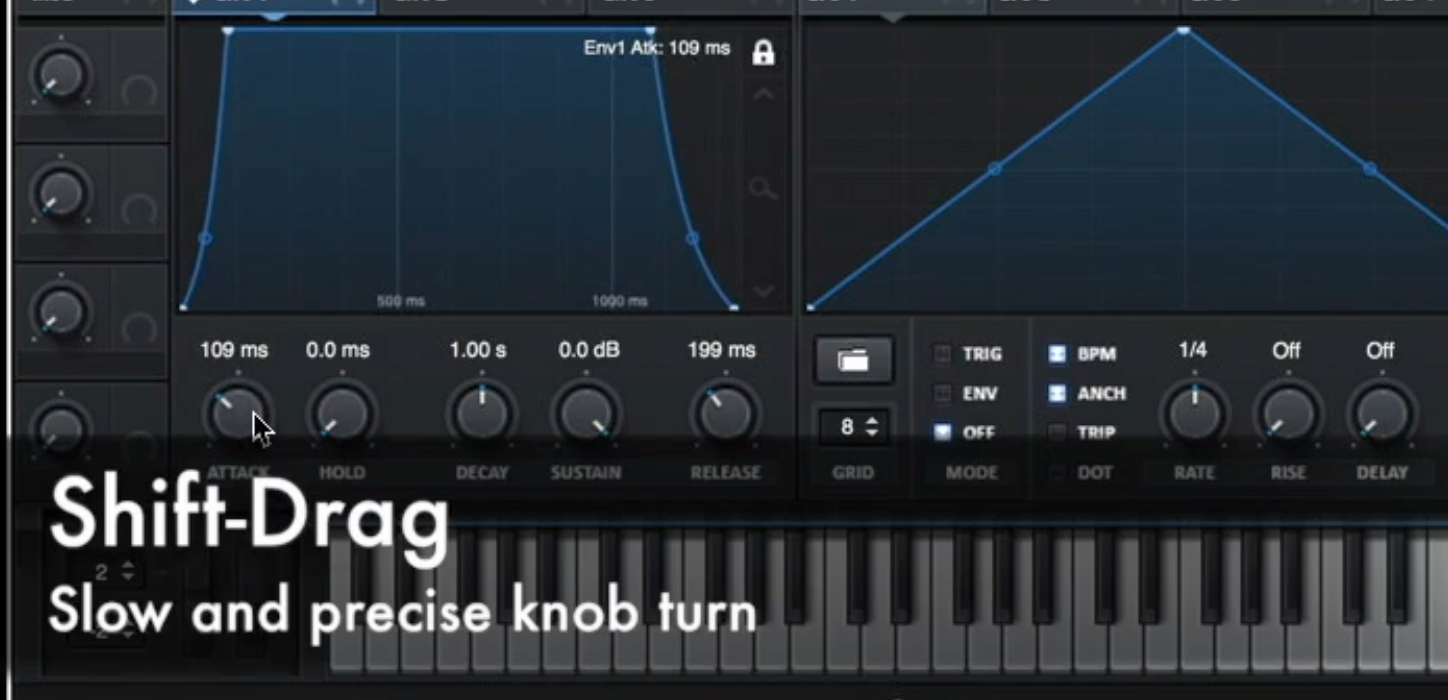 Env1 Atk: 109 ms
500 ms
1000 ms
109 ms 0.0 ms 1.00 s 0.0 dB 199 ms
TRIG BPM 1/4 Off Off
ENV ANCH
8 OFF TRIP
ATTACK HOLD DECAY SUSTAIN RELEASE GRID MODE DOT RATE RISE DELAY
Shift-Drag
2
Slow and precise knob turn